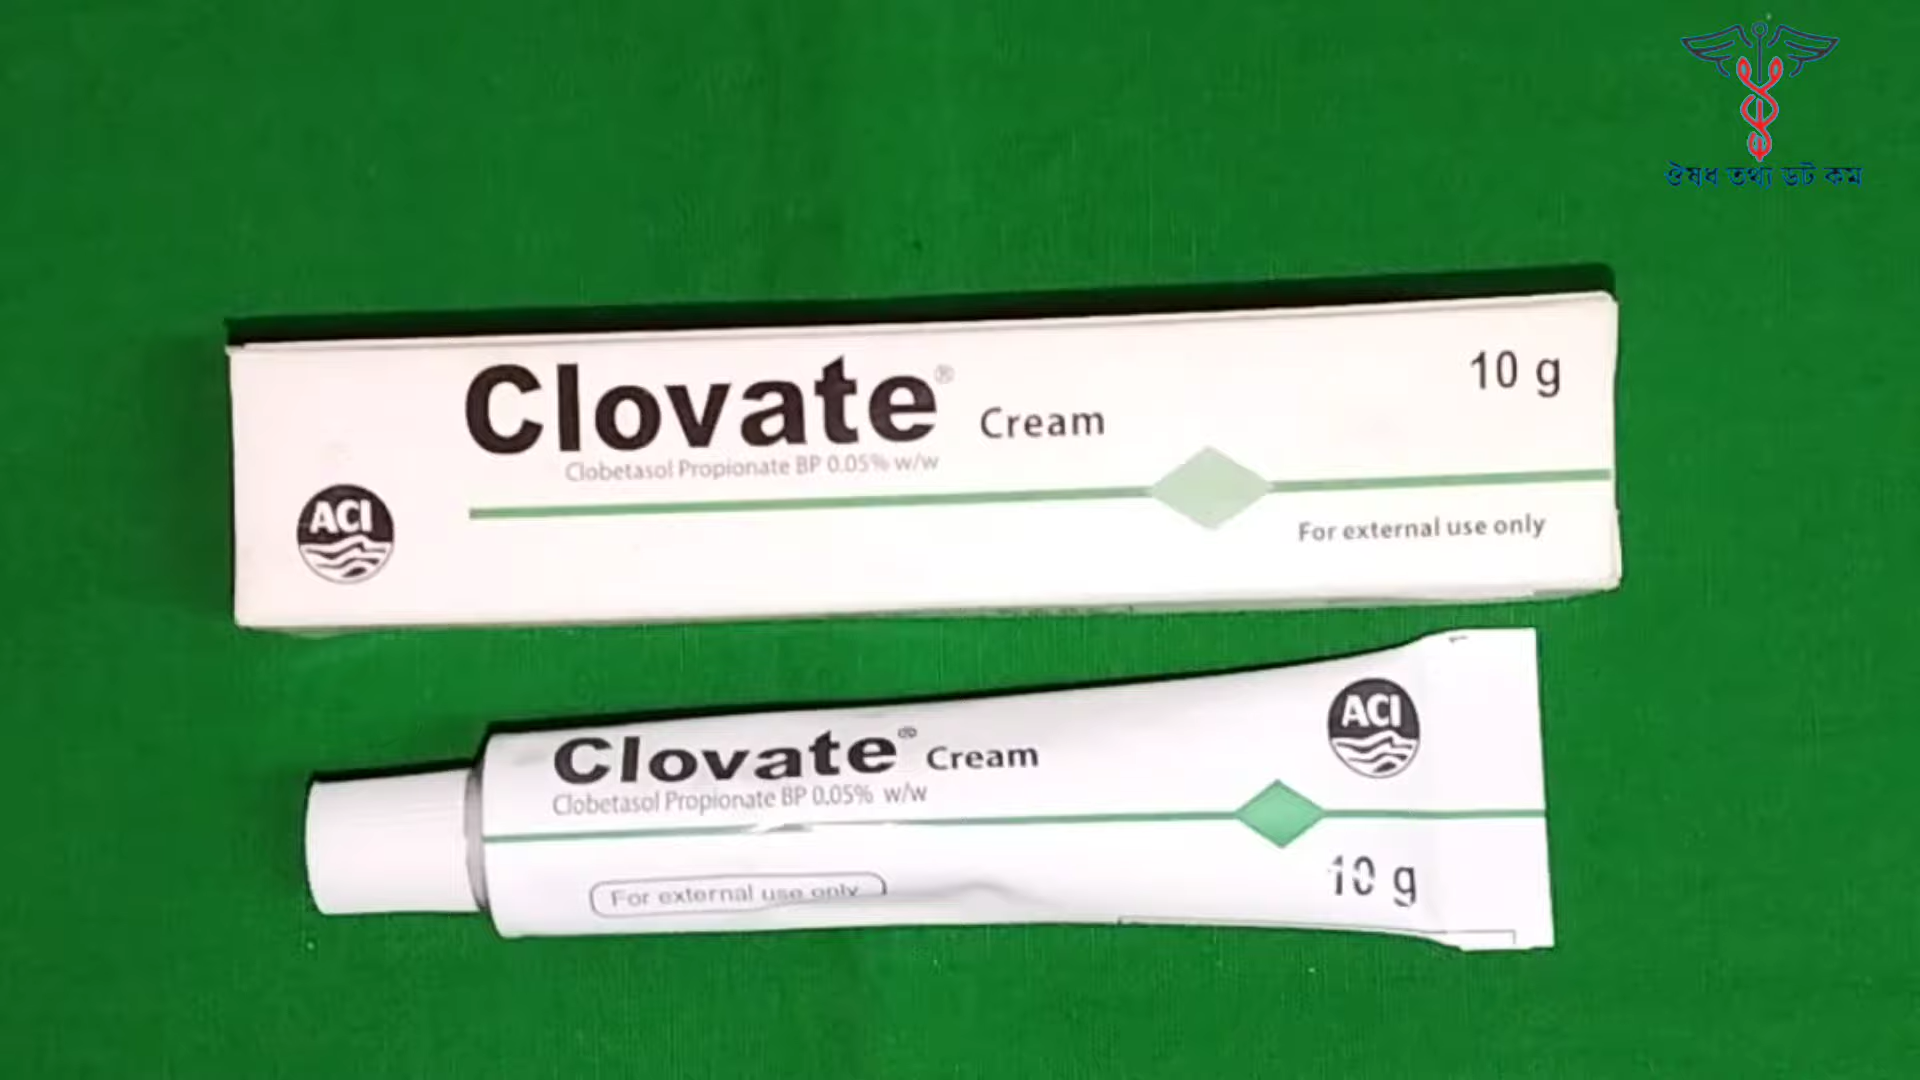 ঔষধ তথ্য ডট কম
Clovate® Cream
10 g
Clobetasol Propionate BP 0.05% w/w
ACI
For external use only
Clovate® Cream
ACI
Clobetasol Propionate BP 0.05% w/w
10 g
For external use only